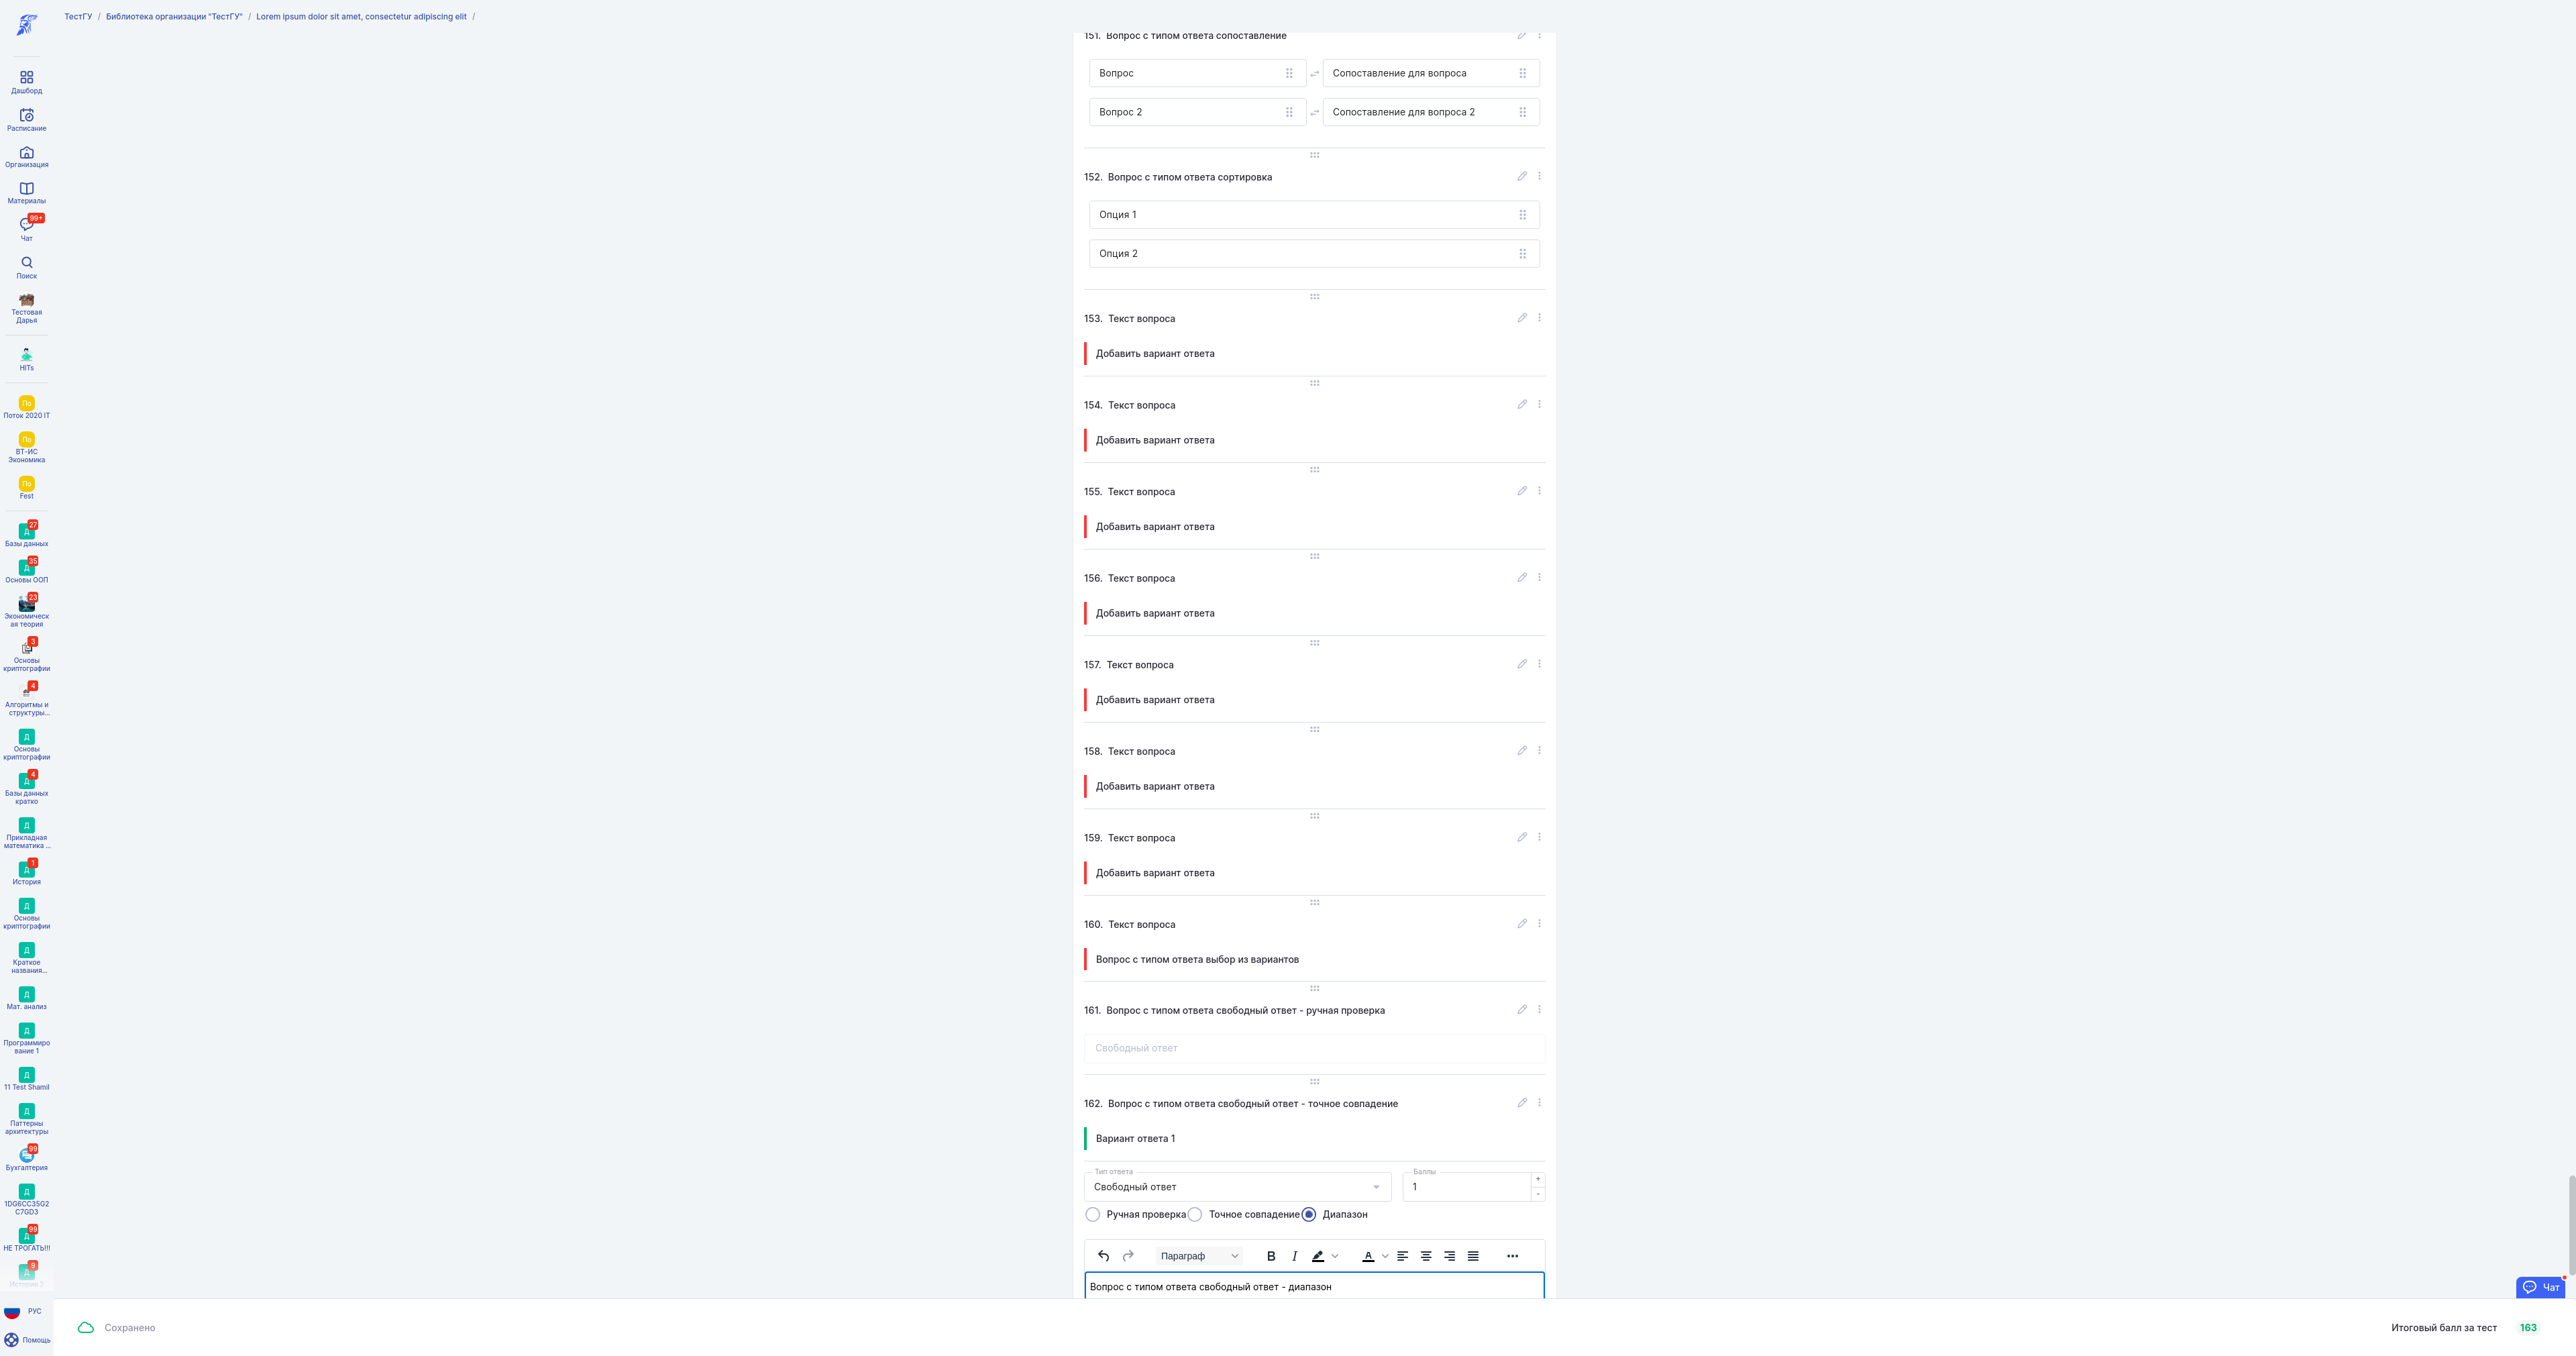 ТестГУ / Библиотека организации "ТестГУ" / Lorem ipsum dolor sit amet, consectetur adipiscing elit /
Дашборд
Расписание
Организация
Материалы
99+
Чат
Поиск
Тестовая
Дарья
HITs
По
Поток 2020 IT
По
ВТ-ИС
Экономика
По
Fest
27
Д
Базы данных
35
Д
Основы ООП
23
Экономическ
ая теория
3
Основы
криптографии
4
Алгоритмы и
структуры...
Д
Основы
криптографии
4
Д
Базы данных
кратко
Д
Прикладная
математика ...
1
Д
История
Д
Основы
криптографии
Д
Краткое
названия...
Д
Мат. анализ
Д
Программиро
вание 1
Д
11 Test Shamil
Д
Паттерны
архитектуры
99
Бухгалтерия
Д
1DG6CC35G2
C7GD3
99
Д
НЕ ТРОГАТЬ!!!
9
Д
История 2
РУС
Помощь
151. Вопрос с типом ответа сопоставление
Вопрос
Сопоставление для вопроса
Вопрос 2
Сопоставление для вопроса 2
152. Вопрос с типом ответа сортировка
Опция 1
Опция 2
153. Текст вопроса
Добавить вариант ответа
154. Текст вопроса
Добавить вариант ответа
155. Текст вопроса
Добавить вариант ответа
156. Текст вопроса
Добавить вариант ответа
157. Текст вопроса
Добавить вариант ответа
158. Текст вопроса
Добавить вариант ответа
159. Текст вопроса
Добавить вариант ответа
160. Текст вопроса
Вопрос с типом ответа выбор из вариантов
161. Вопрос с типом ответа свободный ответ - ручная проверка
Свободный ответ
162. Вопрос с типом ответа свободный ответ - точное совпадение
Вариант ответа 1
Тип ответа
Свободный ответ
Баллы
1
+
-
Ручная проверка Точное совпадение Диапазон
Параграф
B I A
Вопрос с типом ответа свободный ответ - диапазон
Чат
Сохранено
Итоговый балл за тест 163